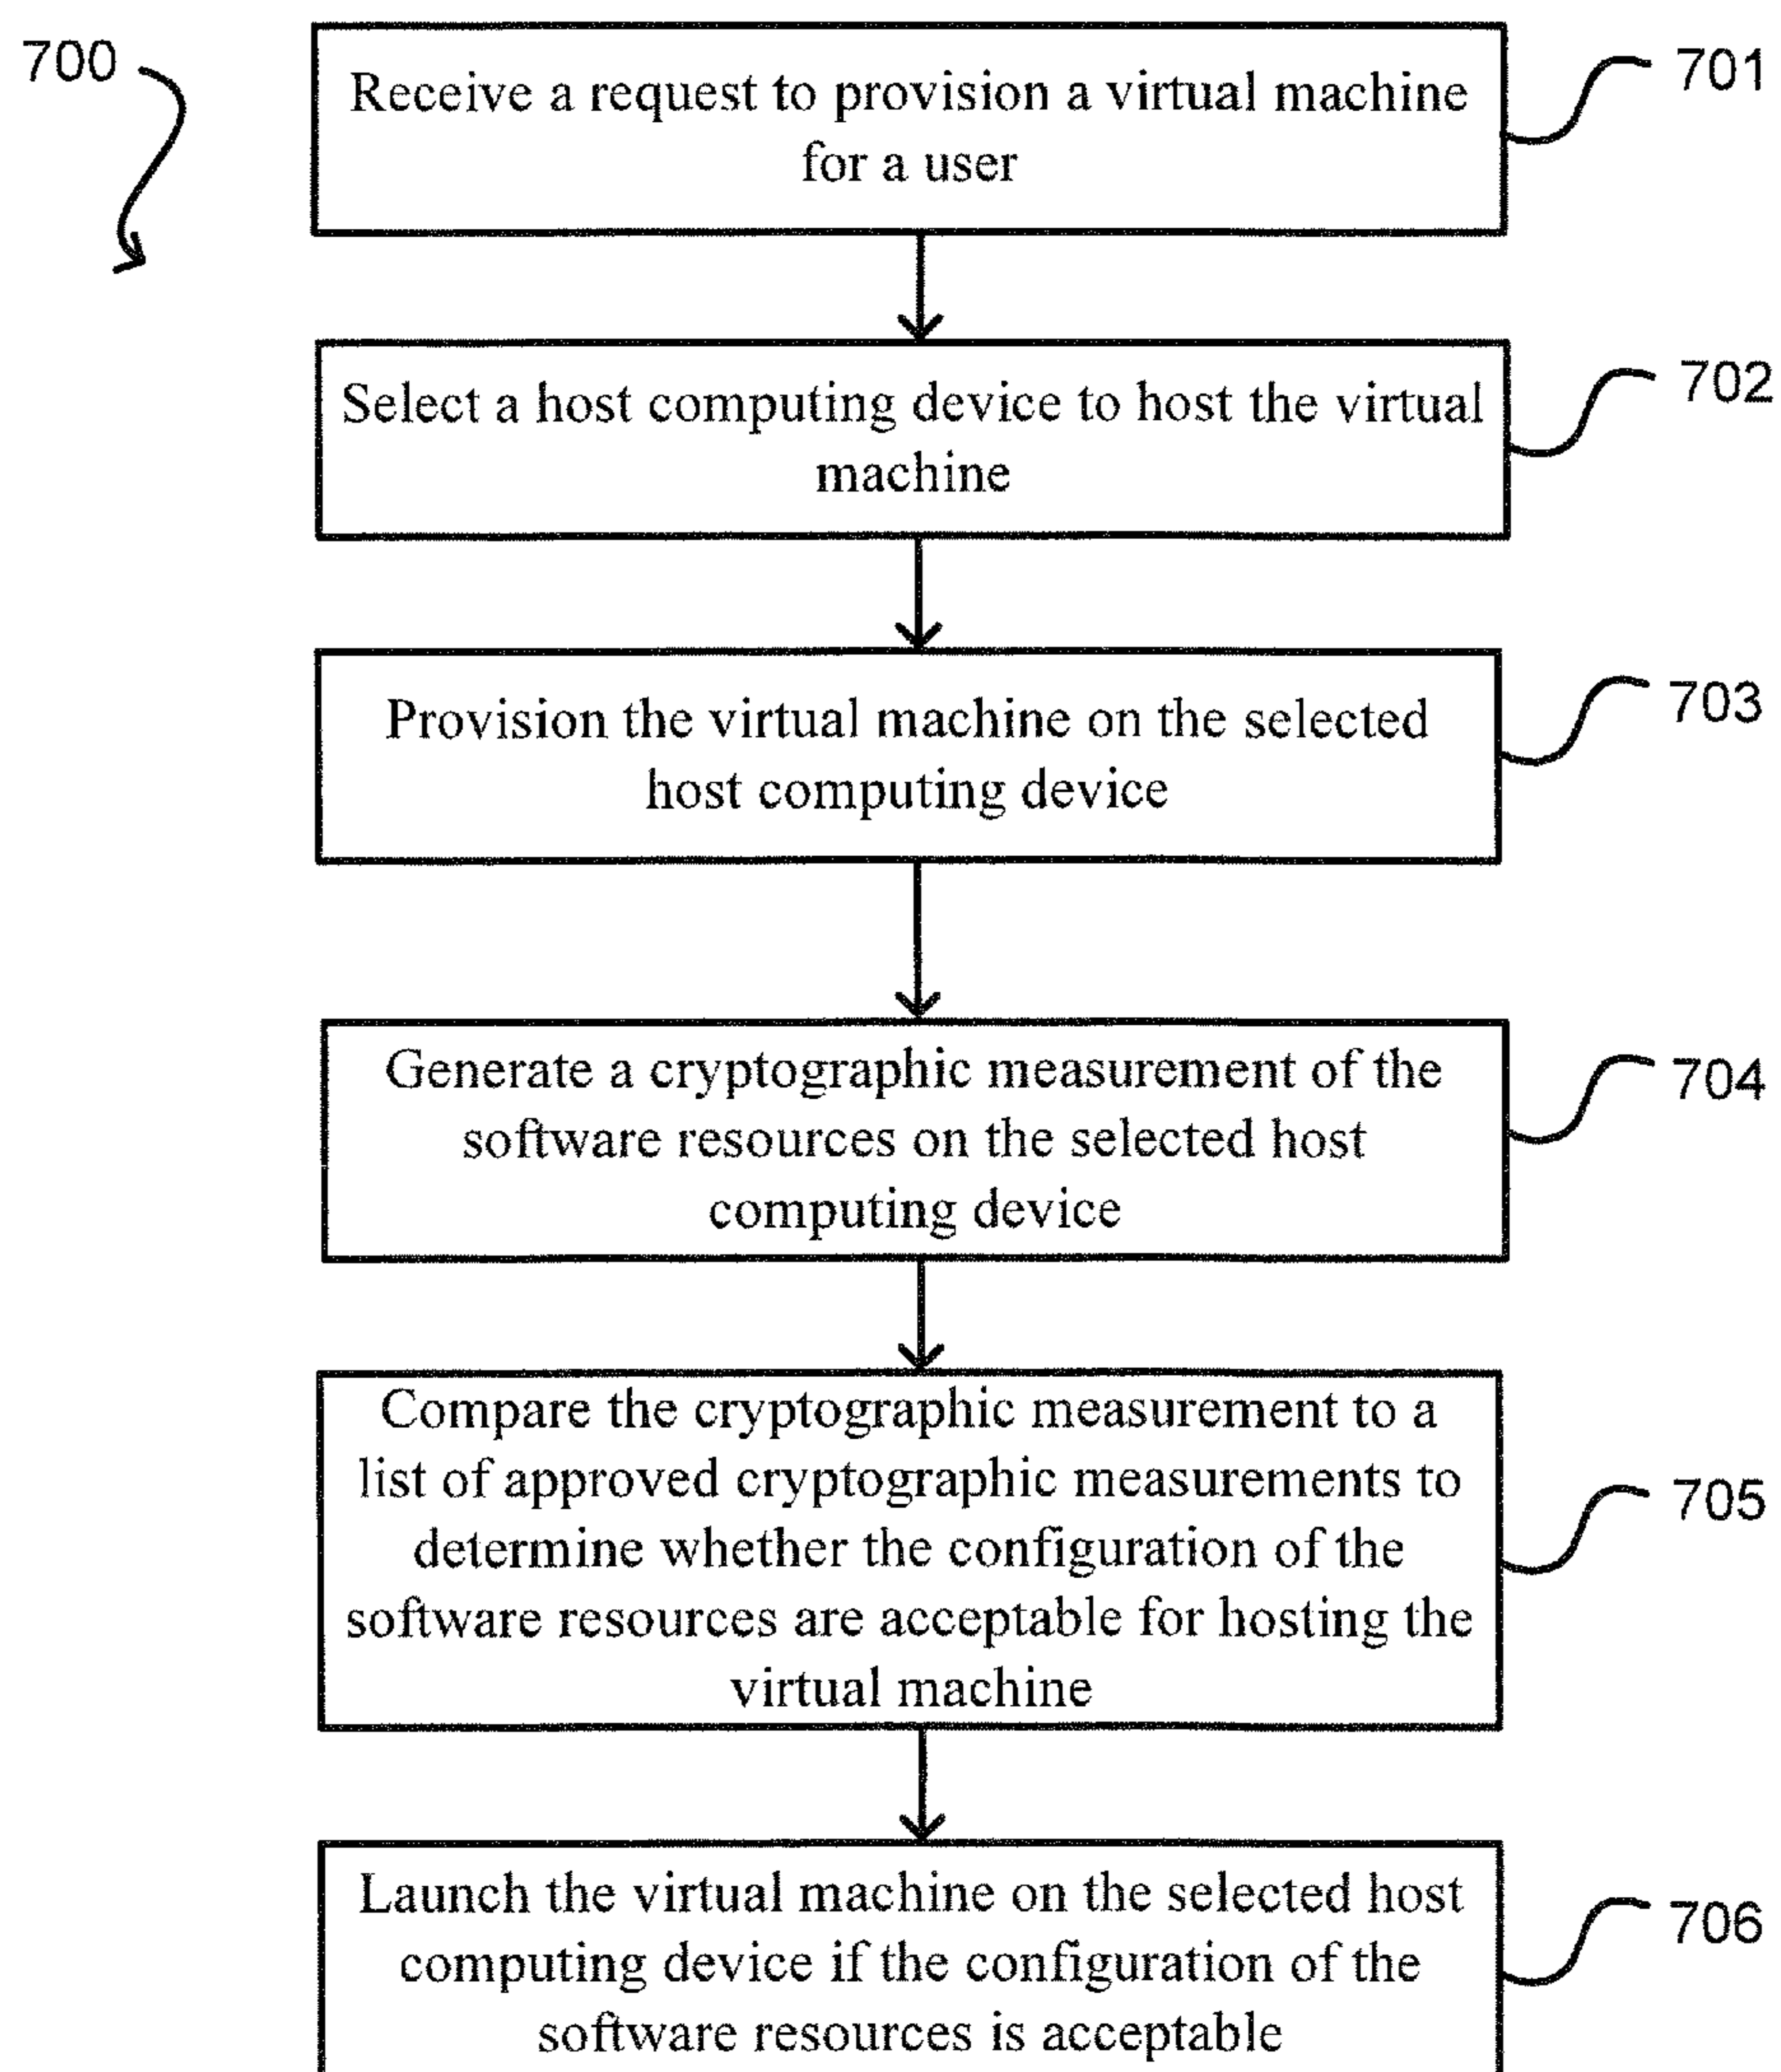 700
Receive a request to provision a virtual machine
for a user
701
Select a host computing device to host the virtual
machine
702
Provision the virtual machine on the selected
host computing device
703
Generate a cryptographic measurement of the
software resources on the selected host
computing device
704
Compare the cryptographic measurement to a
list of approved cryptographic measurements to
determine whether the configuration of the
software resources are acceptable for hosting the
virtual machine
705
Launch the virtual machine on the selected host
computing device if the configuration of the
software resources is acceptable
706